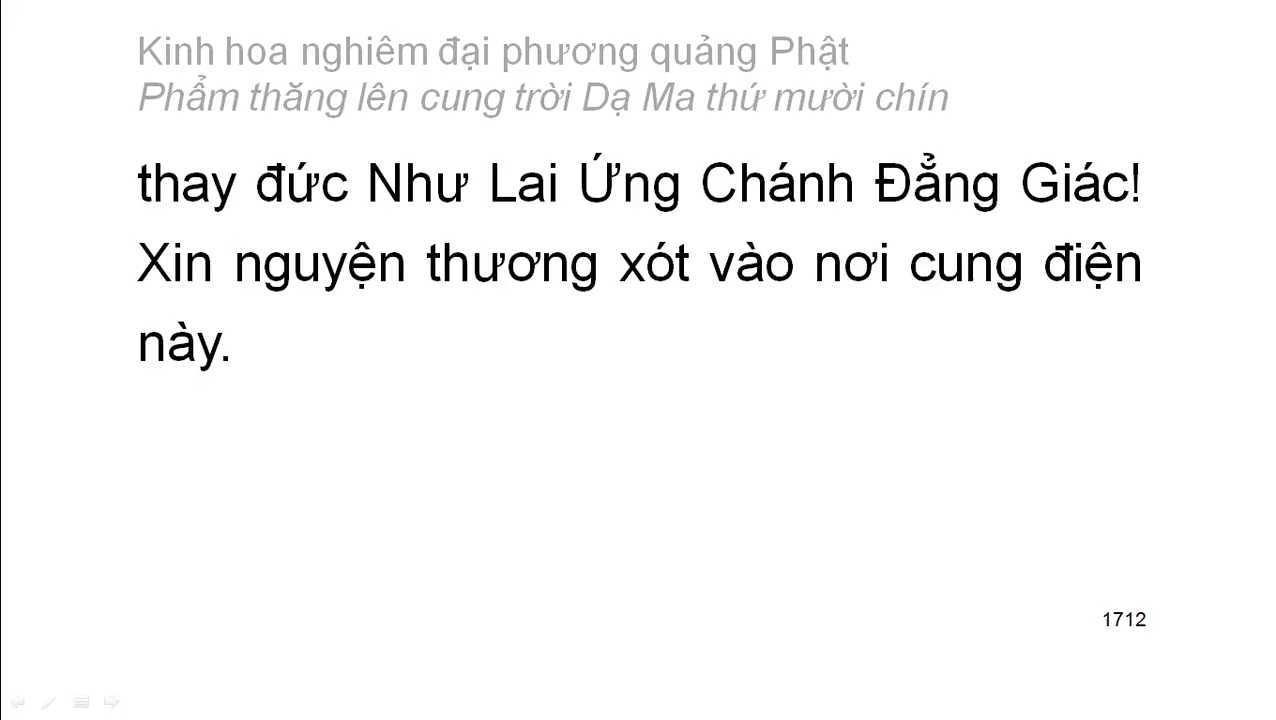 Kinh hoa nghiêm đại phương quảng Phật
Phẩm thăng lên cung trời Dạ Ma thứ mười chín
thay đức Như Lai Ứng Chánh Đẳng Giác!
Xin nguyện thương xót vào nơi cung điện
này.
1712